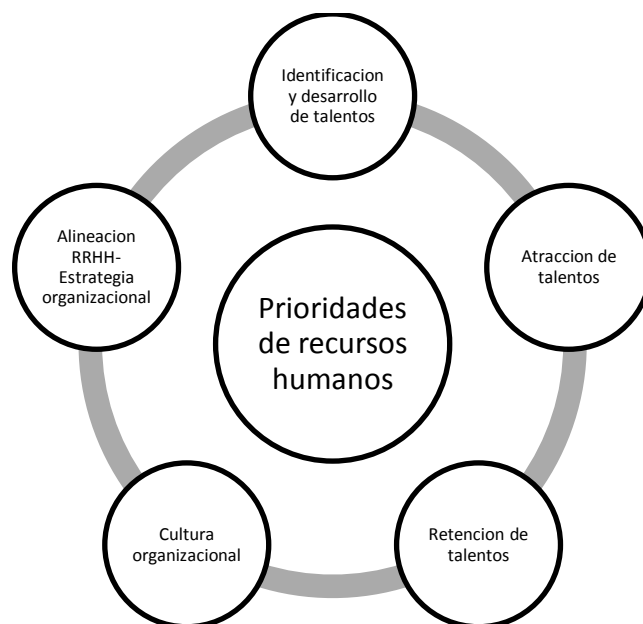 Identificacion
y desarrollo
de talentos
Atraccion de
talentos
Retencion de
talentos
Cultura
organizacional
Alineacion
RRHH-
Estrategia
organizacional
Prioridades
de recursos
humanos